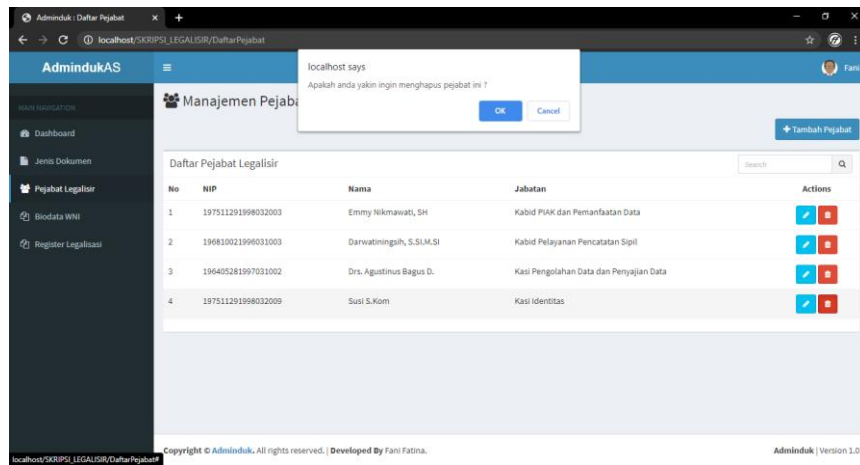 Adminduk : Daftar Pejabat
localhost/SKRIPSI_LEGALISIR/DaftarPejabat
AdmindukAS
Fani
localhost says
Apakah anda yakin ingin menghapus pejabat ini ?
OK Cancel
MAIN NAVIGATION
Dashboard
Jenis Dokumen
Pejabat Legalisir
Biodata WNI
Register Legalisasi
Manajemen Pejaba
Tambah Pejabat
Daftar Pejabat Legalisir
Search
No NIP Nama Jabatan Actions
1 197511291998032003 Emmy Nikmawati, SH Kabid PIAK dan Pemanfaatan Data
2 196810021996031003 Darwatiningsih, S.SI.M.SI Kabid Pelayanan Pencatatan Sipil
3 196405281997031002 Drs. Agustinus Bagus D. Kasi Pengolahan Data dan Penyajian Data
4 197511291998032009 Susi S.Kom Kasi Identitas
Copyright © Adminduk. All rights reserved. | Developed By Fani Fatina.
Adminduk | Version 1.0
localhost/SKRIPSI_LEGALISIR/DaftarPejabat#